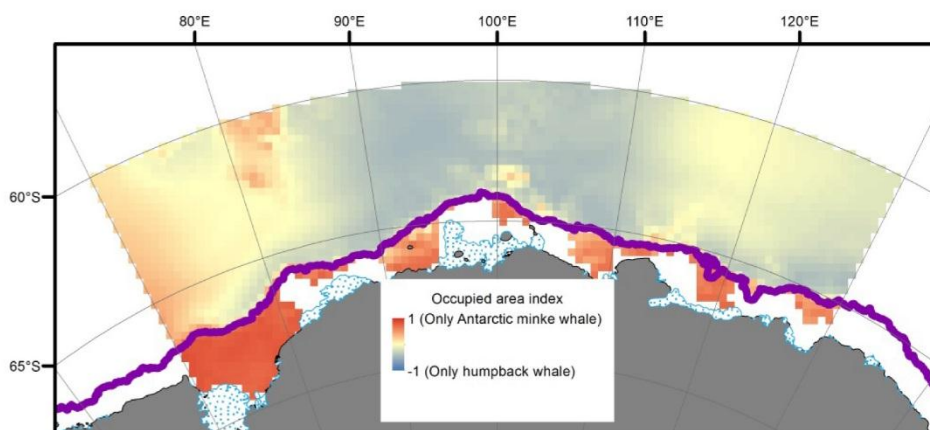 80°E 90°E 100°E 110°E 120°E
60°S
65°S
Occupied area index
1 (Only Antarctic minke whale)
-1 (Only humpback whale)